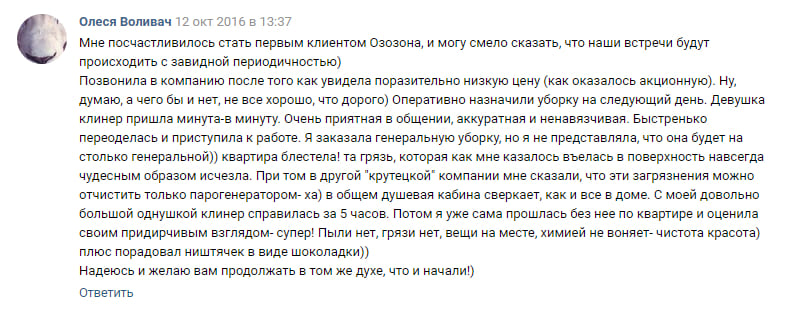 Олеся Воливач 12 окт 2016 в 13:37
Мне посчастливилось стать первым клиентом Озозона, и могу смело сказать, что наши встречи будут
происходить с завидной периодичностью)
Позвонила в компанию после того как увидела поразительно низкую цену (как оказалось акционную). Ну,
думаю, а чего бы и нет, не все хорошо, что дорого) Оперативно назначили уборку на следующий день. Девушка
клинер пришла минута-в минуту. Очень приятная в общении, аккуратная и ненавязчивая. Быстренько
переоделась и приступила к работе. Я заказала генеральную уборку, но я не представляла, что она будет на
столько генеральной)) квартира блестела! та грязь, которая как мне казалось въелась в поверхность навсегда
чудесным образом исчезла. При том в другой "крутецкой" компании мне сказали, что эти загрязнения можно
отчистить только парогенератором- ха) в общем душевая кабина сверкает, как и все в доме. С моей довольно
большой однушкой клинер справилась за 5 часов. Потом я уже сама прошлась без нее по квартире и оценила
своим придирчивым взглядом- супер! Пыли нет, грязи нет, вещи на месте, химией не воняет- чистота красота)
плюс порадовал ништячек в виде шоколадки))
Надеюсь и желаю вам продолжать в том же духе, что и начали!)
Ответить